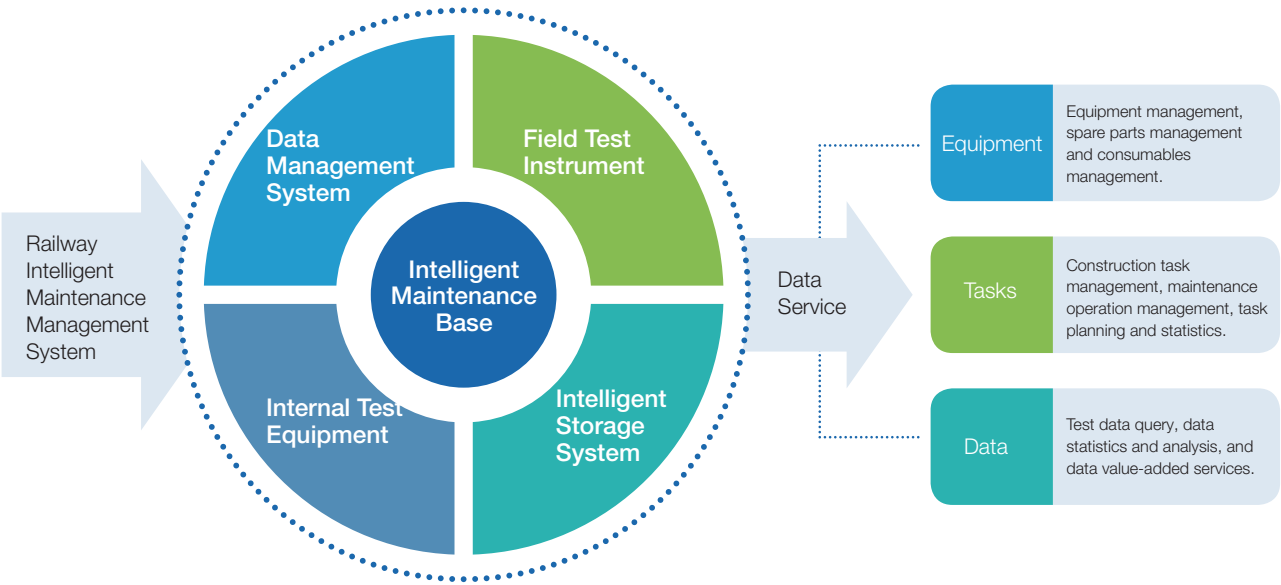 Railway
Intelligent
Maintenance
Management
System
Data
Management
System
Field Test
Instrument
Intelligent
Maintenance
Base
Internal Test
Equipment
Intelligent
Storage
System
Data
Service
Equipment
Equipment management,
spare parts management
and consumables
management.
Tasks
Construction task
management, maintenance
operation management, task
planning and statistics.
Data
Test data query, data
statistics and analysis, and
data value-added services.